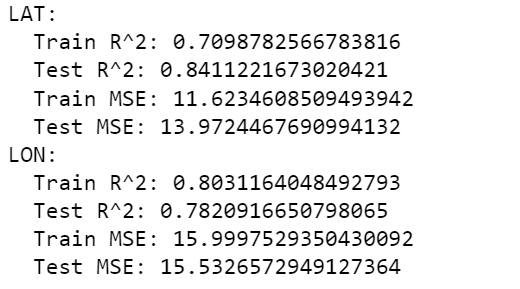 LAT:
  Train R^2: 0.7098782566783816
  Test R^2: 0.8411221673020421
  Train MSE: 11.6234608509493942
  Test MSE: 13.9724467690994132
LON:
  Train R^2: 0.8031164048492793
  Test R^2: 0.7820916650798065
  Train MSE: 15.9997529350430092
  Test MSE: 15.5326572949127364